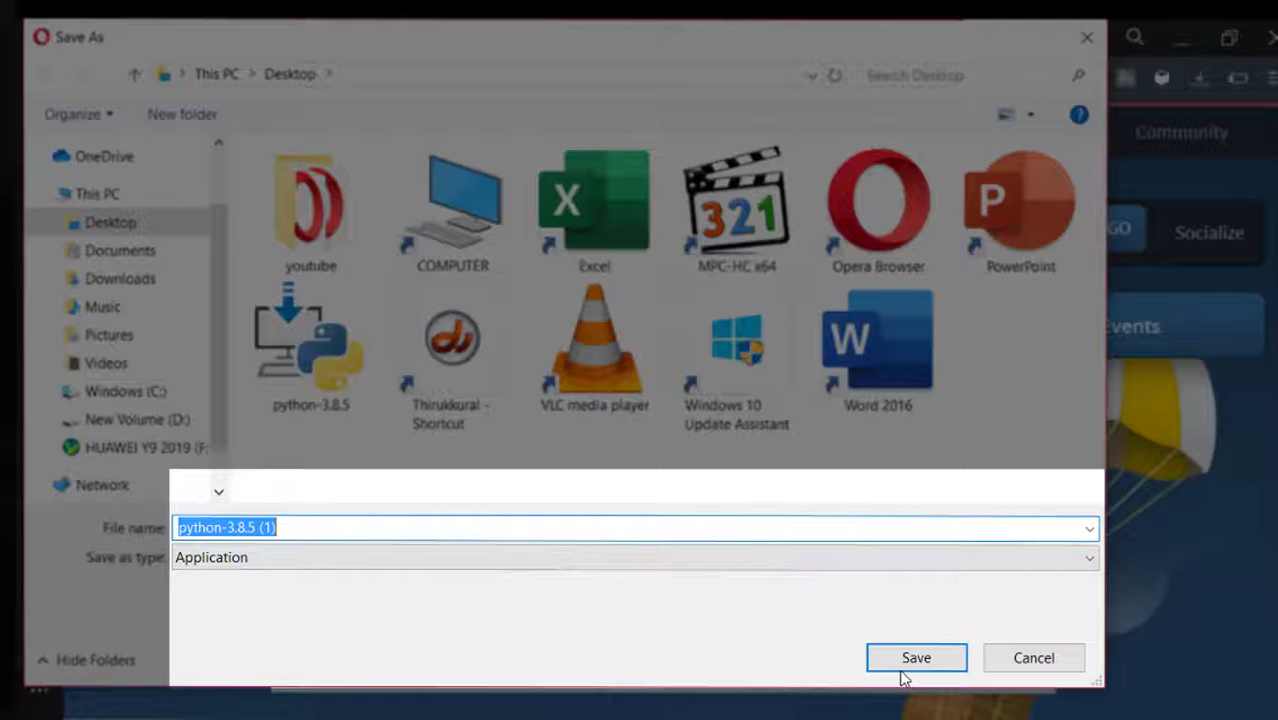 Save As
This PC > Desktop >
Search Desktop
Organize
New folder
Community
OneDrive
This PC
Desktop
Documents
Downloads
Music
Pictures
Videos
Windows (C:)
New Volume (D:)
HUAWEI Y9 2019 (F:
Network
youtube
COMPUTER
Excel
MPC-HC x64
Opera Browser
PowerPoint
python-3.8.5
Thirukkural -
Shortcut
VLC media player
Windows 10
Update Assistant
Word 2016
X
321
P
W
GO
Socialize
Events
File name:
python-3.8.5 (1)
Save as type:
Application
Hide Folders
Save
Cancel